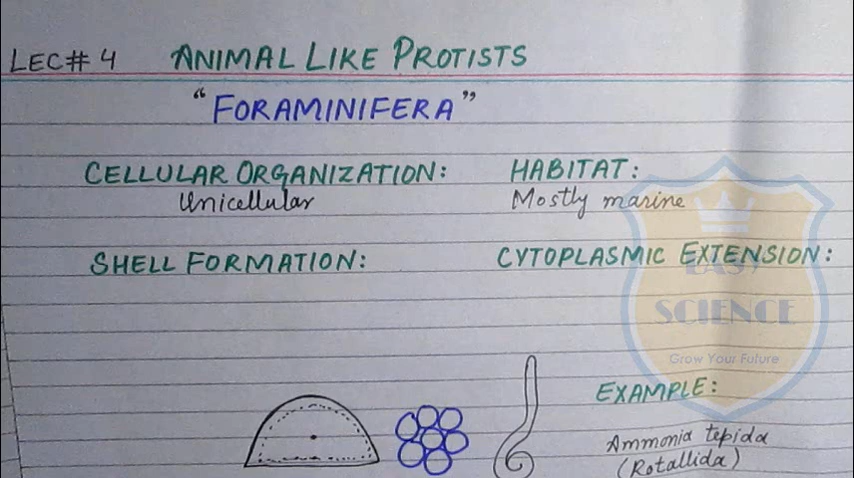 LEC# 4 ANIMAL LIKE PROTISTS
"FORAMINIFERA"
CELLULAR ORGANIZATION:
Unicellular
HABITAT:
Mostly marine
SHELL FORMATION:
CYTOPLASMIC EXTENSION:
EASY
SCIENCE
Grow Your Future
EXAMPLE:
Ammonia tepida
(Rotallida)